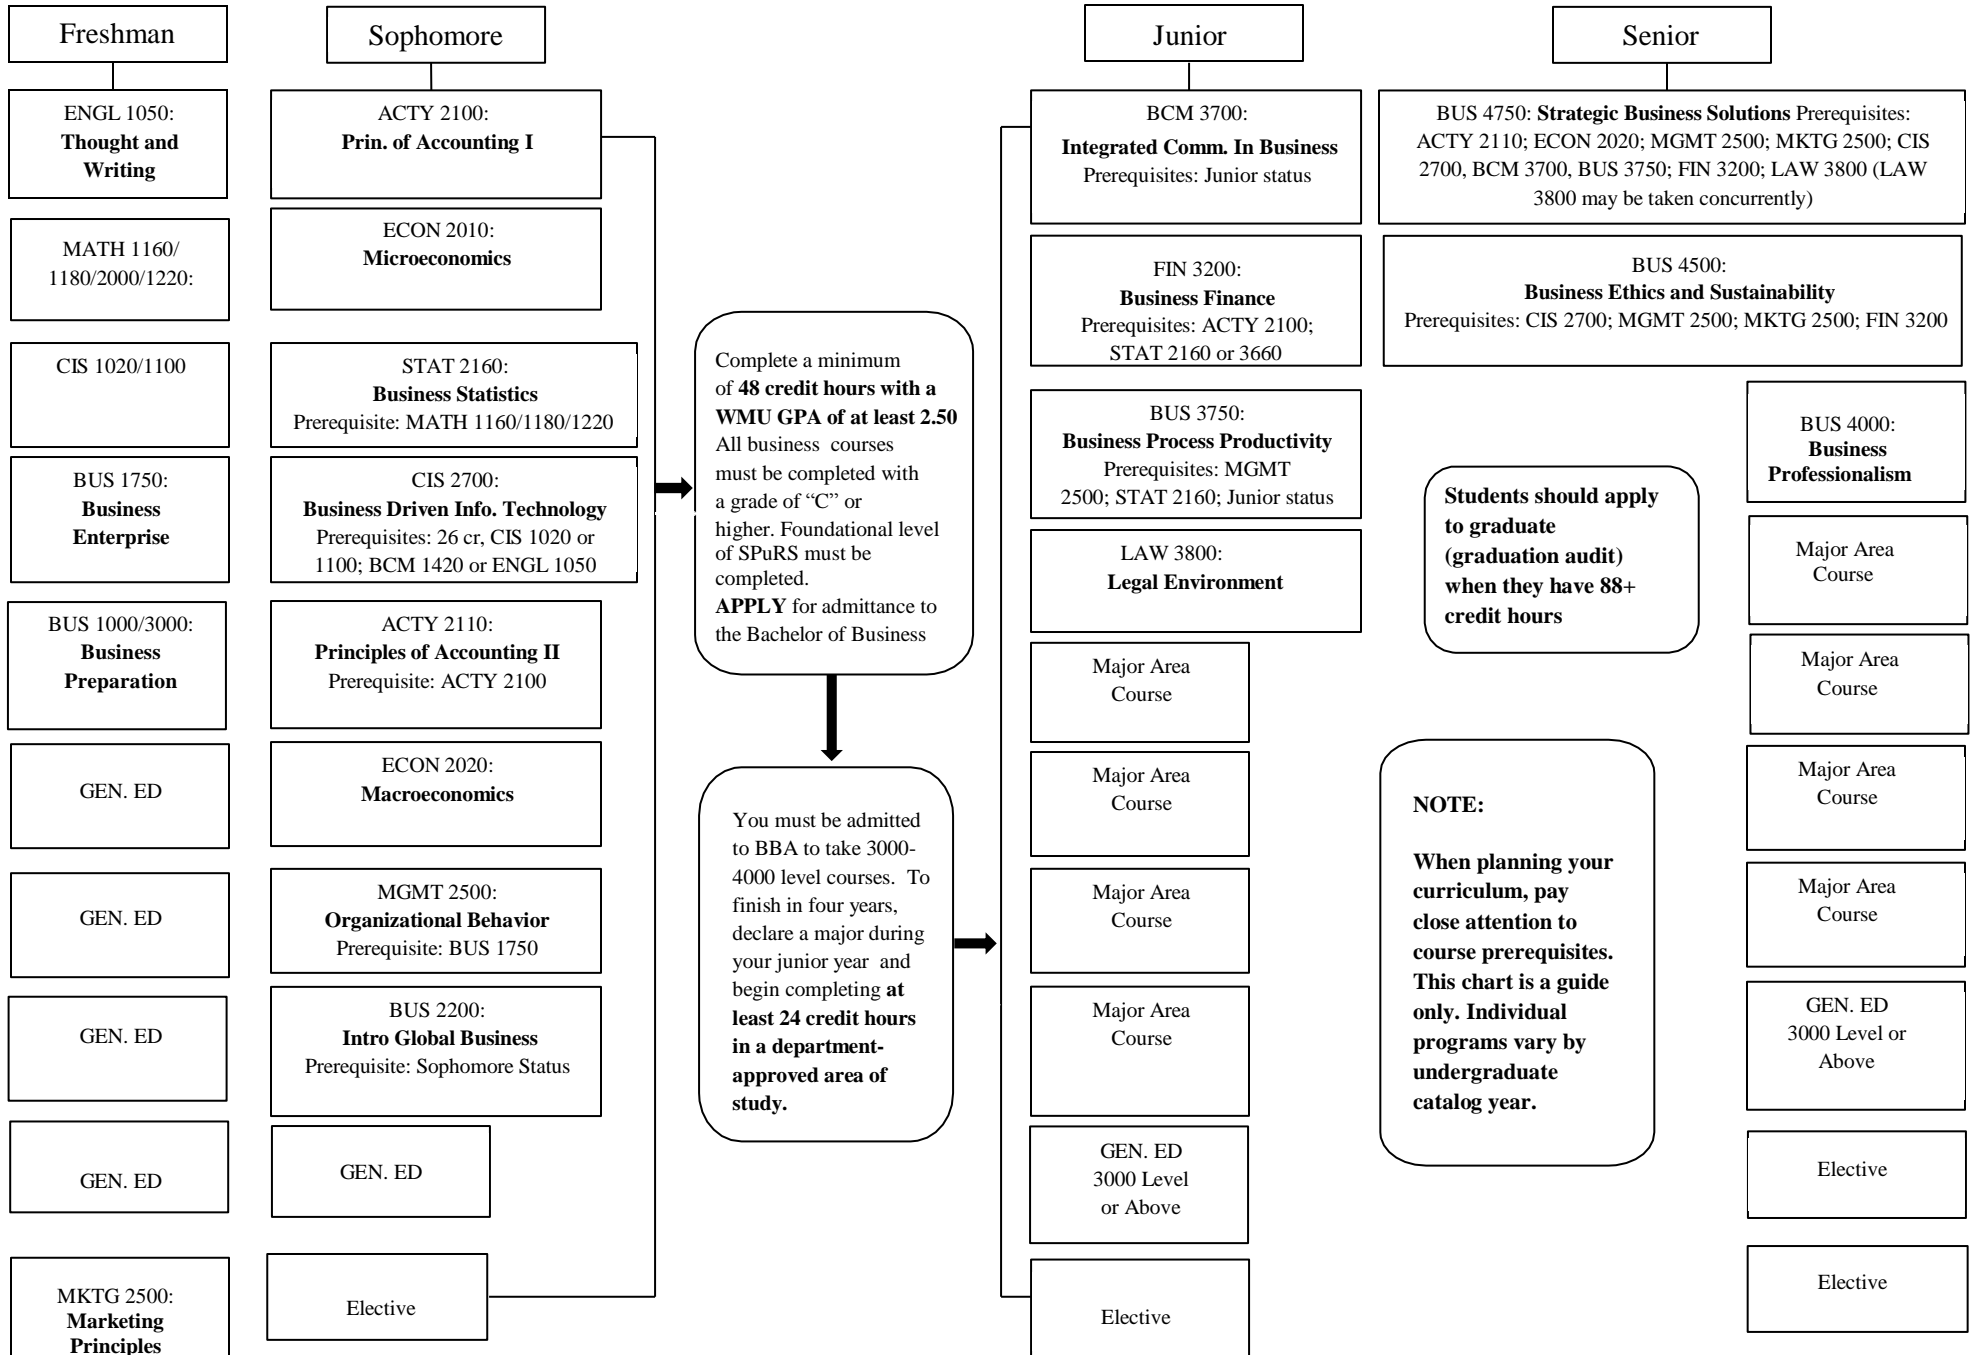 Freshman
ENGL 1050:
Thought and
Writing
MATH 1160/
1180/2000/1220:
CIS 1020/1100
BUS 1750:
Business
Enterprise
BUS 1000/3000:
Business
Preparation
GEN. ED
GEN. ED
GEN. ED
GEN. ED
MKTG 2500:
Marketing
Principles
Sophomore
ACTY 2100:
Prin. of Accounting I
ECON 2010:
Microeconomics
STAT 2160:
Business Statistics
Prerequisite: MATH 1160/1180/1220
CIS 2700:
Business Driven Info. Technology
Prerequisites: 26 cr, CIS 1020 or
1100; BCM 1420 or ENGL 1050
ACTY 2110:
Principles of Accounting II
Prerequisite: ACTY 2100
ECON 2020:
Macroeconomics
MGMT 2500:
Organizational Behavior
Prerequisite: BUS 1750
BUS 2200:
Intro Global Business
Prerequisite: Sophomore Status
GEN. ED
Elective
Complete a minimum
of 48 credit hours with a
WMU GPA of at least 2.50
All business courses
must be completed with
a grade of “C” or
higher. Foundational level
of SPuRS must be
completed.
APPLY for admittance to
the Bachelor of Business
You must be admitted
to BBA to take 3000-
4000 level courses. To
finish in four years,
declare a major during
your junior year and
begin completing at
least 24 credit hours
in a department-
approved area of
study.
Junior
BCM 3700:
Integrated Comm. In Business
Prerequisites: Junior status
FIN 3200:
Business Finance
Prerequisites: ACTY 2100;
STAT 2160 or 3660
BUS 3750:
Business Process Productivity
Prerequisites: MGMT
2500; STAT 2160; Junior status
LAW 3800:
Legal Environment
Major Area
Course
Major Area
Course
Major Area
Course
Major Area
Course
GEN. ED
3000 Level
or Above
Elective
Senior
BUS 4750: Strategic Business Solutions Prerequisites:
ACTY 2110; ECON 2020; MGMT 2500; MKTG 2500; CIS
2700, BCM 3700, BUS 3750; FIN 3200; LAW 3800 (LAW
3800 may be taken concurrently)
BUS 4500:
Business Ethics and Sustainability
Prerequisites: CIS 2700; MGMT 2500; MKTG 2500; FIN 3200
Students should apply
to graduate
(graduation audit)
when they have 88+
credit hours
NOTE:
When planning your
curriculum, pay
close attention to
course prerequisites.
This chart is a guide
only. Individual
programs vary by
undergraduate
catalog year.
BUS 4000:
Business
Professionalism
Major Area
Course
Major Area
Course
Major Area
Course
Major Area
Course
GEN. ED
3000 Level or
Above
Elective
Elective